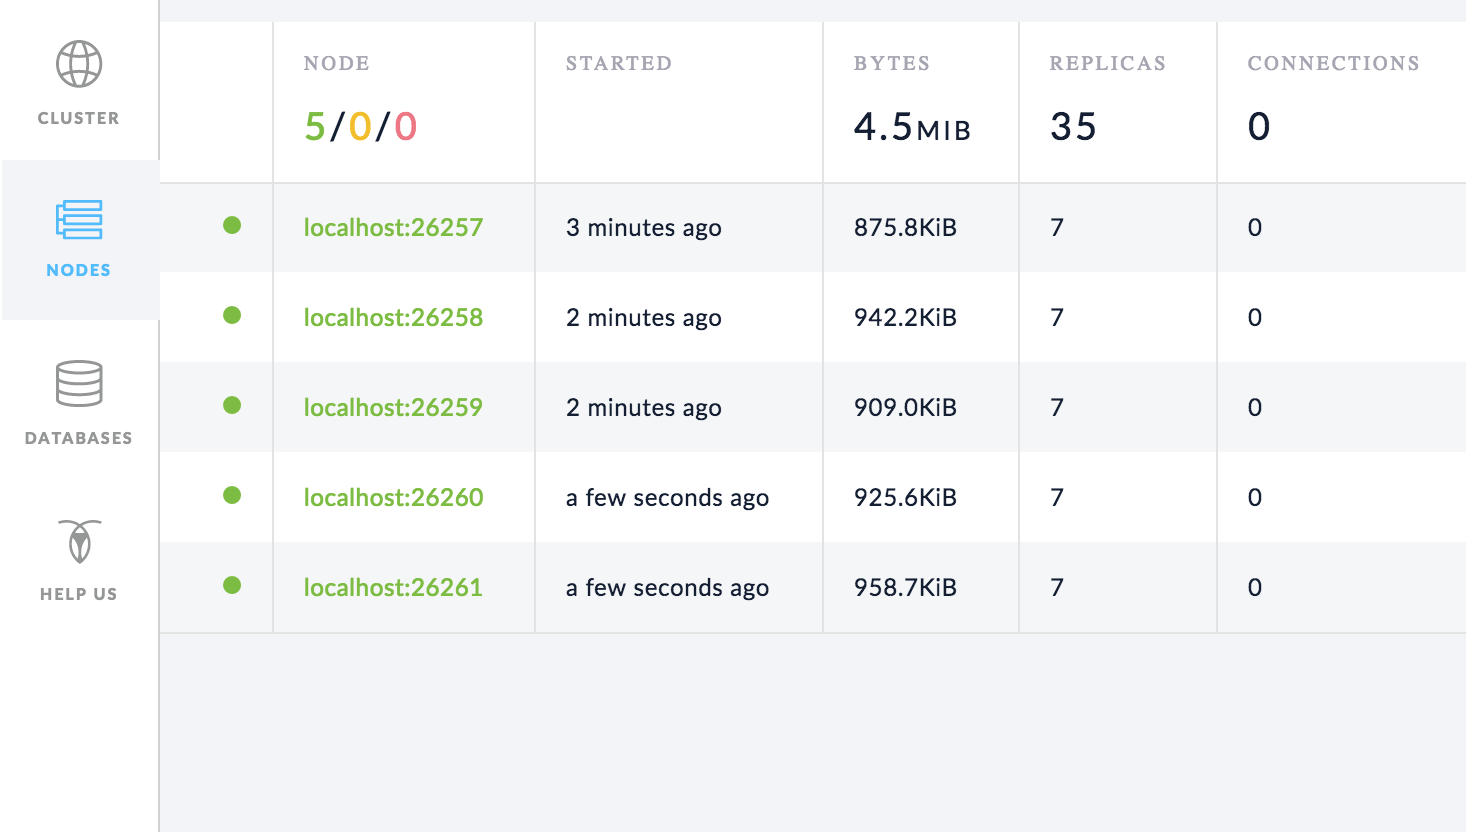 CLUSTER
NODES
DATABASES
HELP US
NODE STARTED BYTES REPLICAS CONNECTIONS
5/0/0 4.5MIB 35 0
localhost:26257 3 minutes ago 875.8KiB 7 0
localhost:26258 2 minutes ago 942.2KiB 7 0
localhost:26259 2 minutes ago 909.0KiB 7 0
localhost:26260 a few seconds ago 925.6KiB 7 0
localhost:26261 a few seconds ago 958.7KiB 7 0